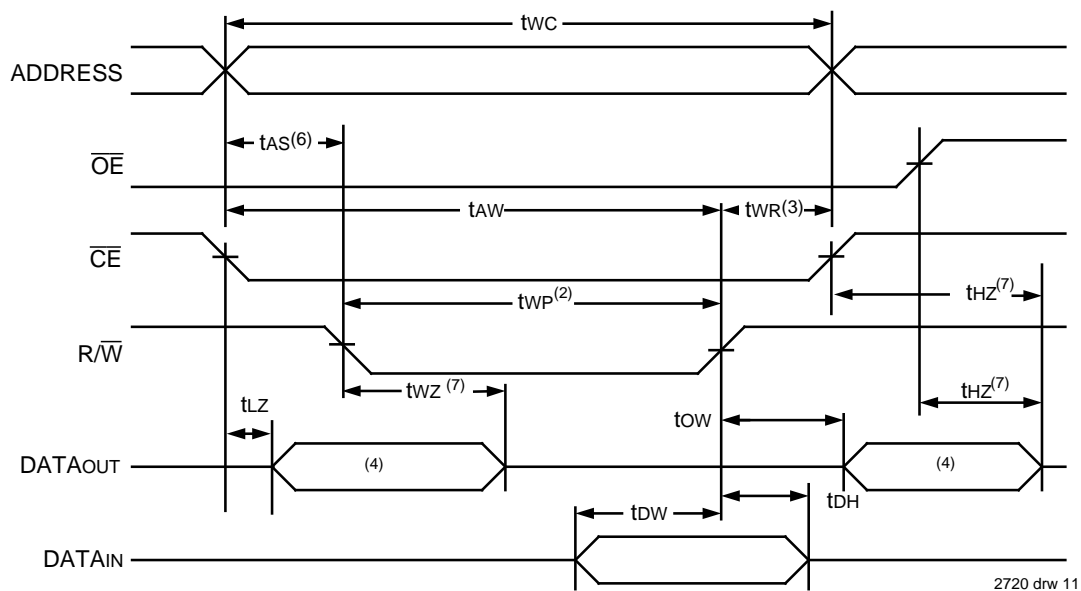 tWC
ADDRESS
tAS(6)
OE
tAW
tWR(3)
CE
tWP(2)
tHZ(7)
R/W
tWZ (7)
tHZ(7)
tLZ
tOW
DATAOUT
(4)
(4)
tDW
tDH
DATAIN
2720 drw 11